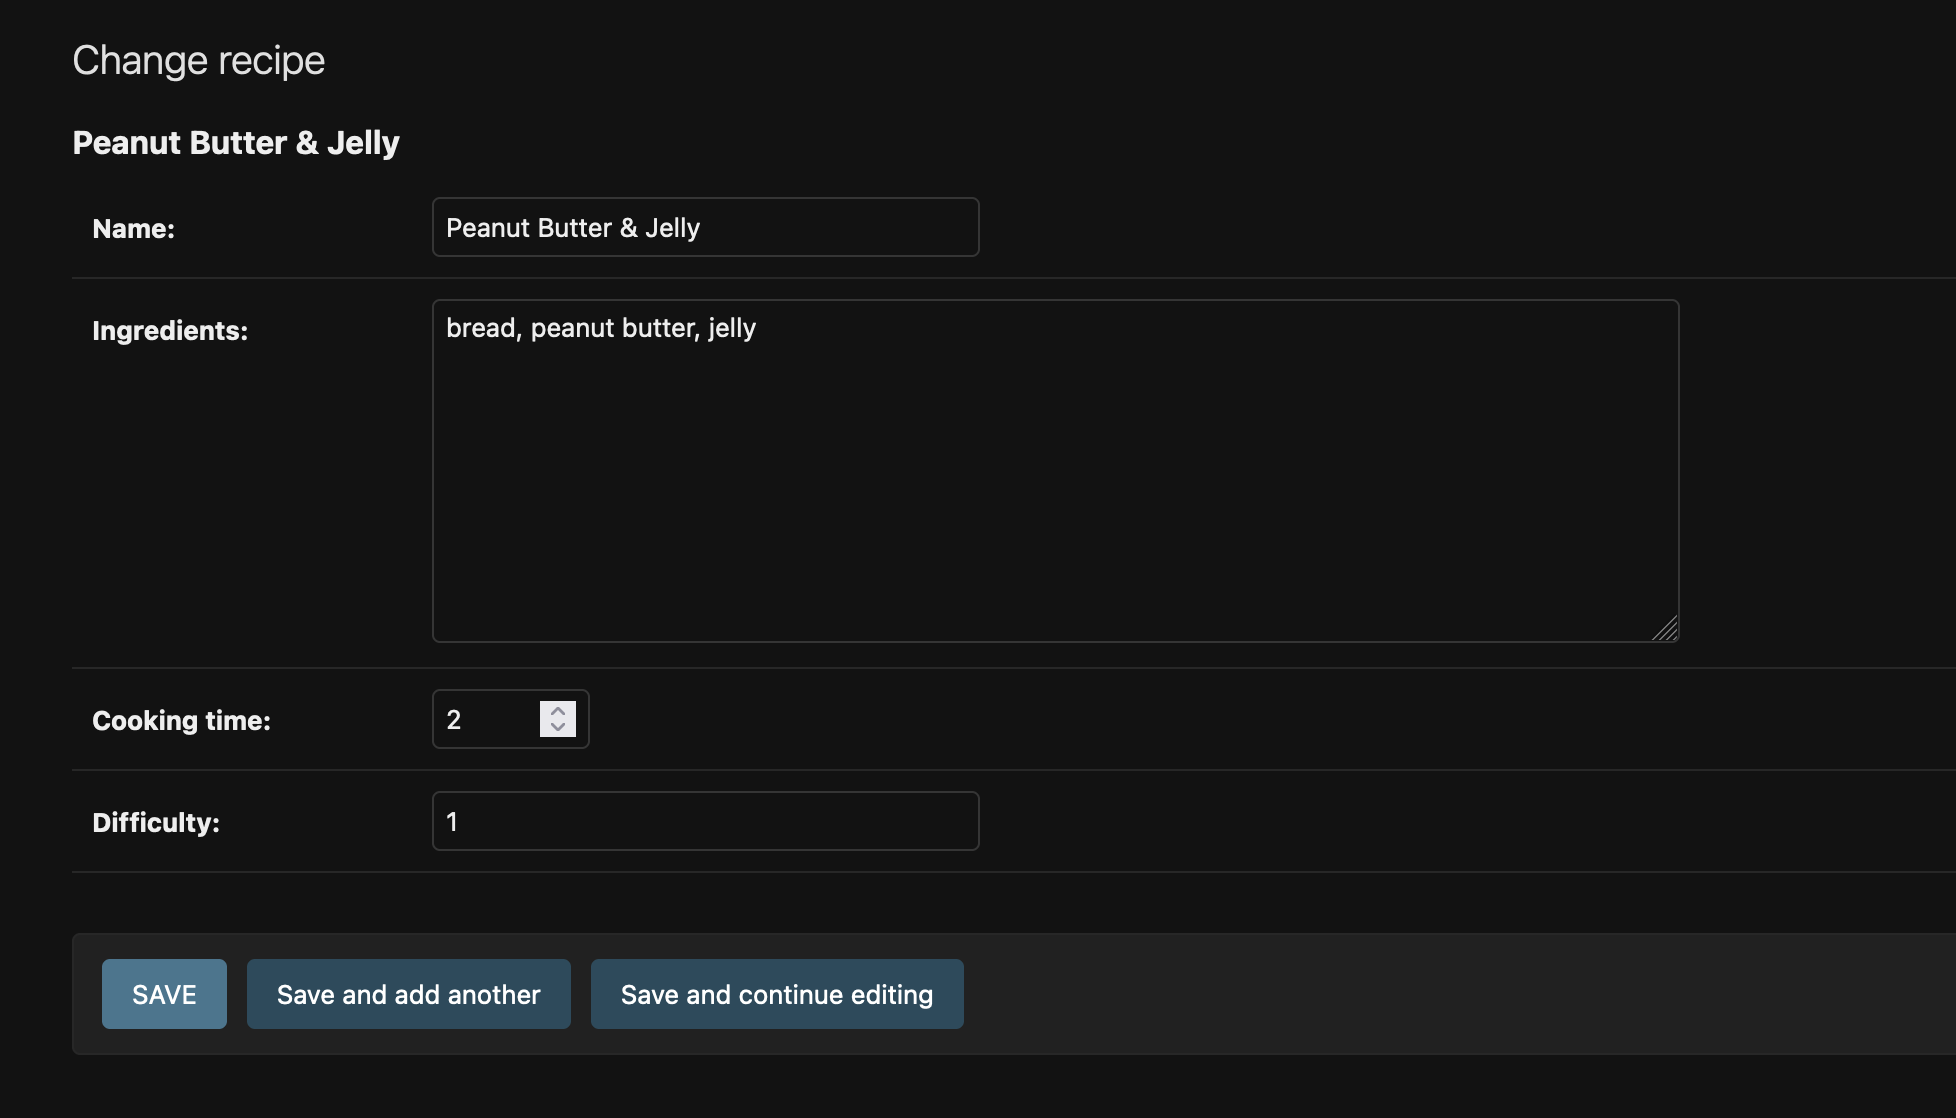 Change recipe
Peanut Butter & Jelly
Name: Peanut Butter & Jelly
Ingredients: bread, peanut butter, jelly
Cooking time: 2
Difficulty: 1
SAVE Save and add another Save and continue editing